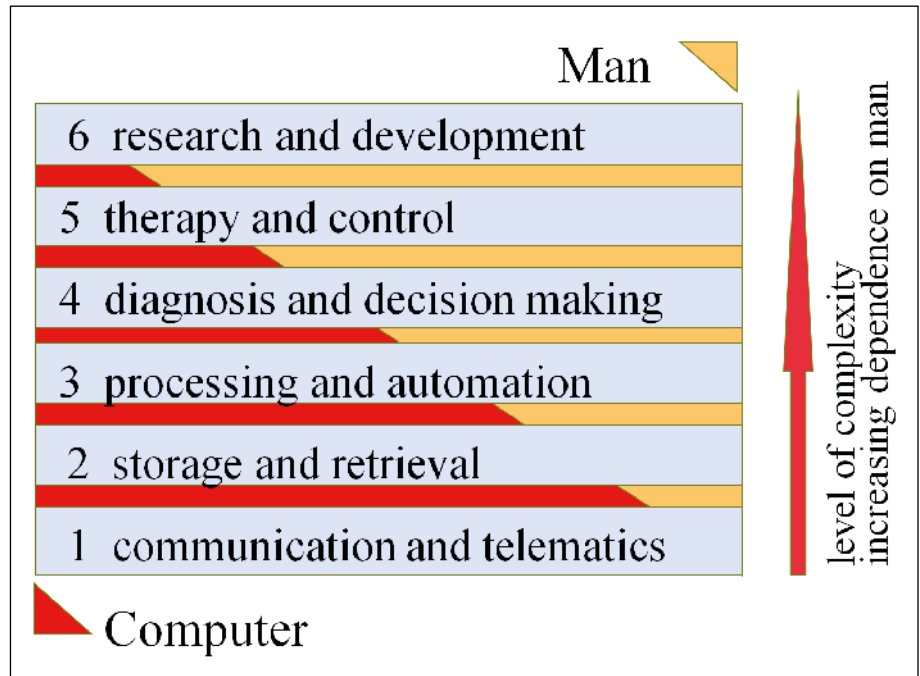 Man
6 research and development
5 therapy and control
4 diagnosis and decision making
3 processing and automation
2 storage and retrieval
1 communication and telematics
Computer
level of complexity
increasing dependence on man